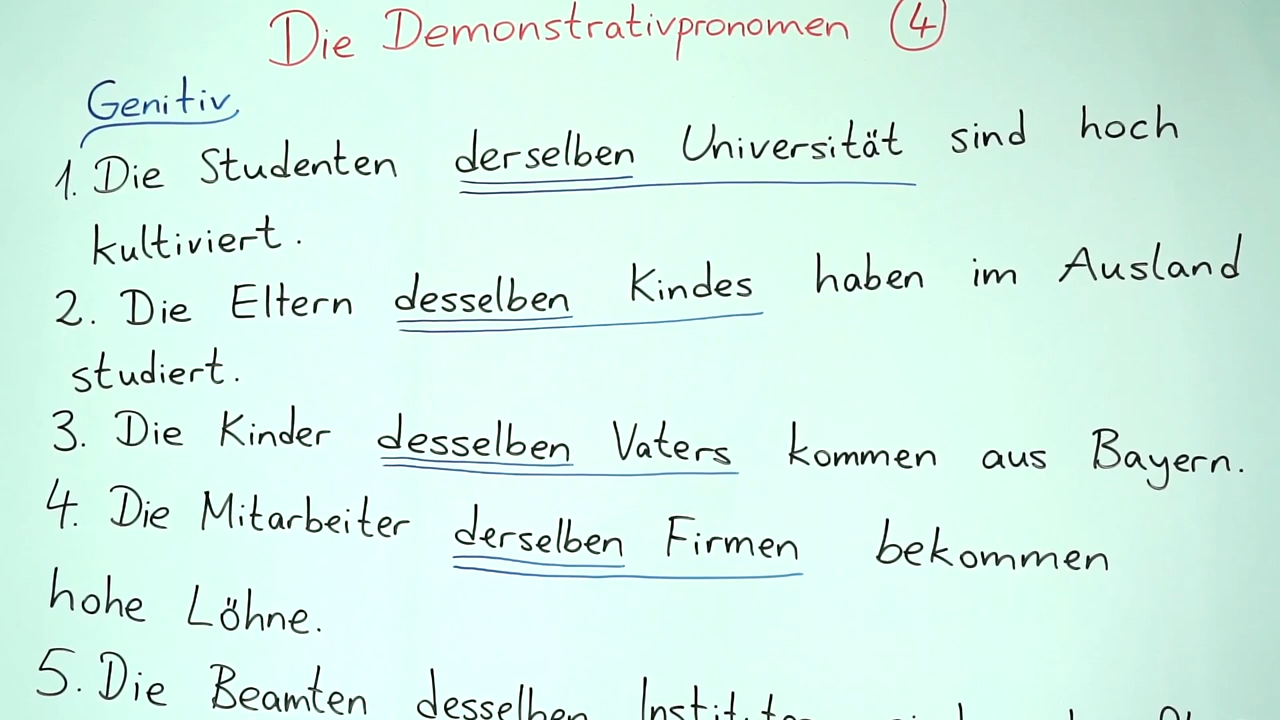 Die Demonstrativpronomen 4
Genitiv
1. Die Studenten derselben Universität sind hoch
kultiviert.
2. Die Eltern desselben Kindes haben im Ausland
studiert.
3. Die Kinder desselben Vaters kommen aus Bayern.
4. Die Mitarbeiter derselben Firmen bekommen
hohe Löhne.
5. Die Beamten desselben